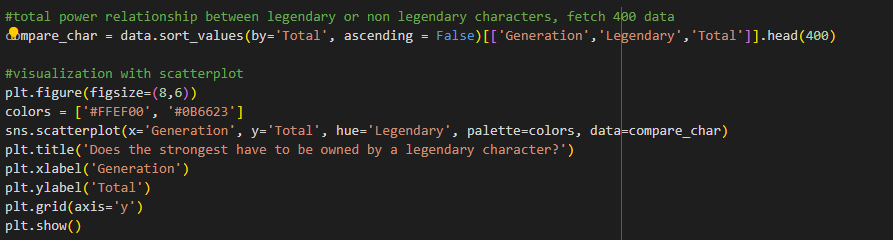 #total power relationship between legendary or non legendary characters, fetch 400 data
compare_char = data.sort_values(by='Total', ascending = False)[['Generation','Legendary','Total']].head(400)
#visualization with scatterplot
plt.figure(figsize=(8,6))
colors = ['#FFEF00', '#0B6623']
sns.scatterplot(x='Generation', y='Total', hue='Legendary', palette=colors, data=compare_char)
plt.title('Does the strongest have to be owned by a legendary character?')
plt.xlabel('Generation')
plt.ylabel('Total')
plt.grid(axis='y')
plt.show()